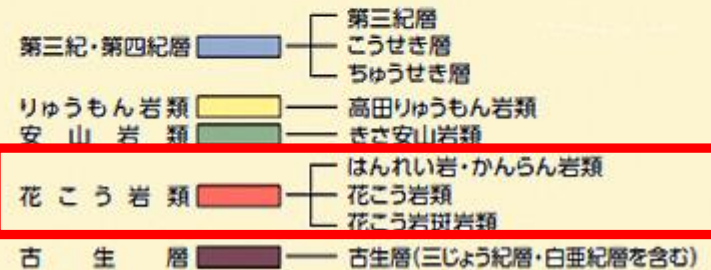 第三紀層
第三紀・第四紀層 こうせき層
ちゅうせき層
りゅうもん岩類 高田りゅうもん岩類
安山岩類 きさ安山岩類
はんれい岩・かんらん岩類
花こう岩類 花こう岩類
花こう岩斑岩類
古生層 古生層(三じょう紀層・白亜紀層を含む)